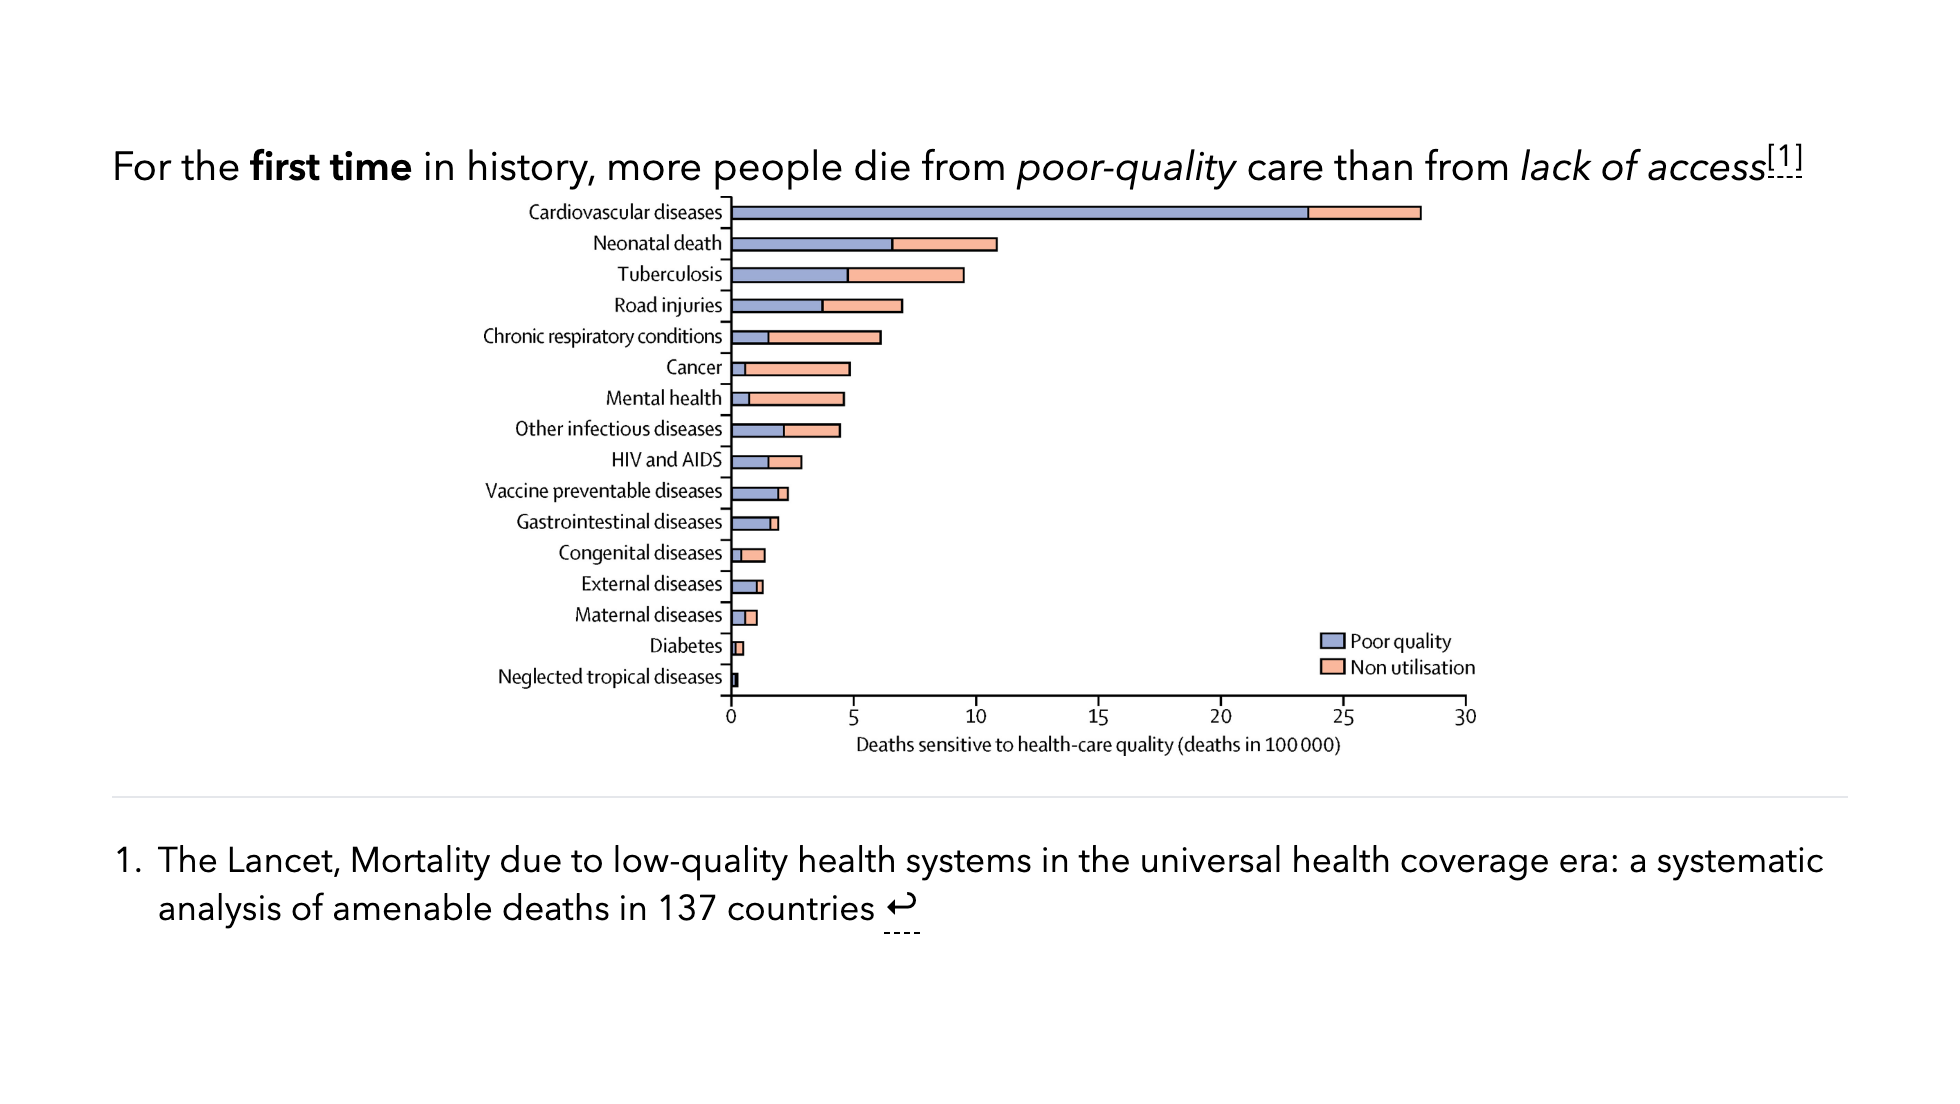 For the first time in history, more people die from poor-quality care than from lack of access[1]
Cardiovascular diseases
Neonatal death
Tuberculosis
Road injuries
Chronic respiratory conditions
Cancer
Mental health
Other infectious diseases
HIV and AIDS
Vaccine preventable diseases
Gastrointestinal diseases
Congenital diseases
External diseases
Maternal diseases
Diabetes
Neglected tropical diseases
Poor quality
Non utilisation
0 5 10 15 20 25 30
Deaths sensitive to health-care quality (deaths in 100 000)
1. The Lancet, Mortality due to low-quality health systems in the universal health coverage era: a systematic
analysis of amenable deaths in 137 countries ↩